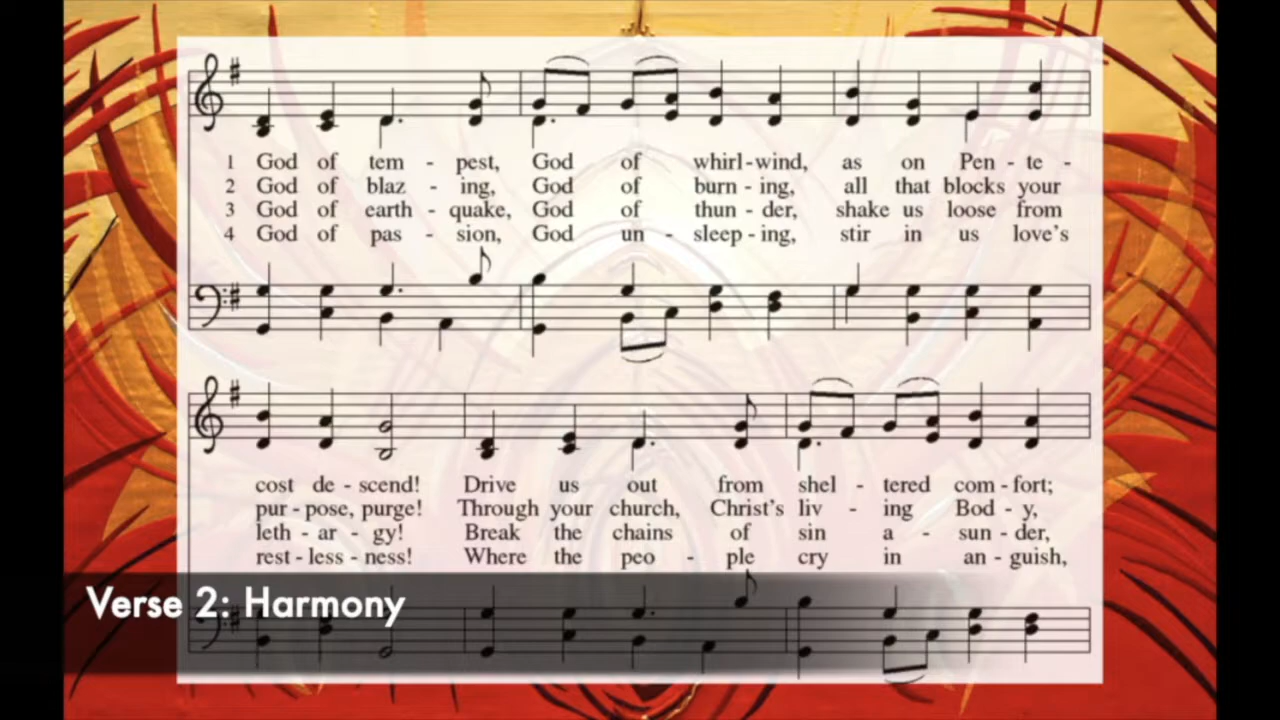 1 God of tem - pest, God of whirl - wind, as on Pen - te -
2 God of blaz - ing, God of burn - ing, all that blocks your
3 God of earth - quake, God of thun - der, shake us loose from
4 God of pas - sion, God un - sleep - ing, stir in us love's
cost de - scend! Drive us out from shel - tered com - fort;
pur - pose, purge! Through your church, Christ's liv - ing Bod - y,
leth - ar - gy! Break the chains of sin a - sun - der,
rest - less - ness! Where the peo - ple cry in an - guish,
Verse 2: Harmony